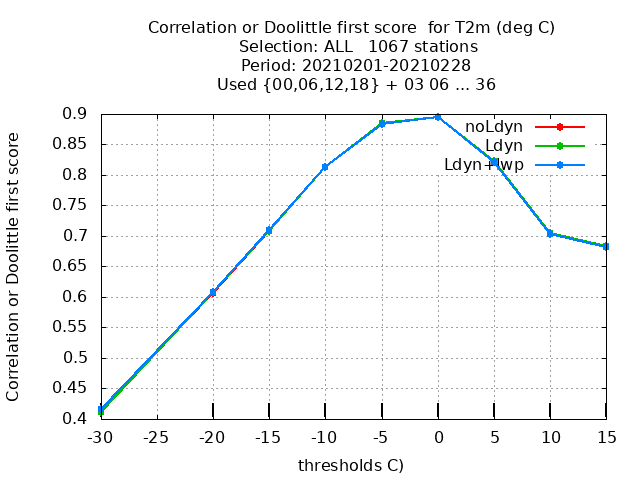 Correlation or Doolittle first score  for T2m (deg C)
Selection: ALL   1067 stations
Period: 20210201-20210228
Used {00,06,12,18} + 03 06 ... 36
Correlation or Doolittle first score
0.9
0.85
0.8
0.75
0.7
0.65
0.6
0.55
0.5
0.45
0.4
noLdyn
Ldyn
Ldyn+lwp
-30 -25 -20 -15 -10 -5 0 5 10 15
thresholds C)